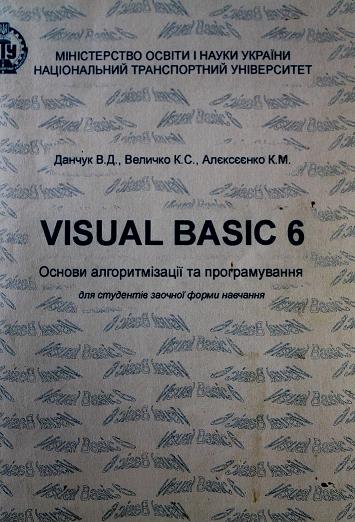 МІНІСТЕРСТВО ОСВІТИ І НАУКИ УКРАЇНИ
НАЦІОНАЛЬНИЙ ТРАНСПОРТНИЙ УНІВЕРСИТЕТ
Данчук В.Д., Величко К.С., Алєксєєнко К.М.
VISUAL BASIC 6
Основи алгоритмізації та програмування
для студентів заочної форми навчання